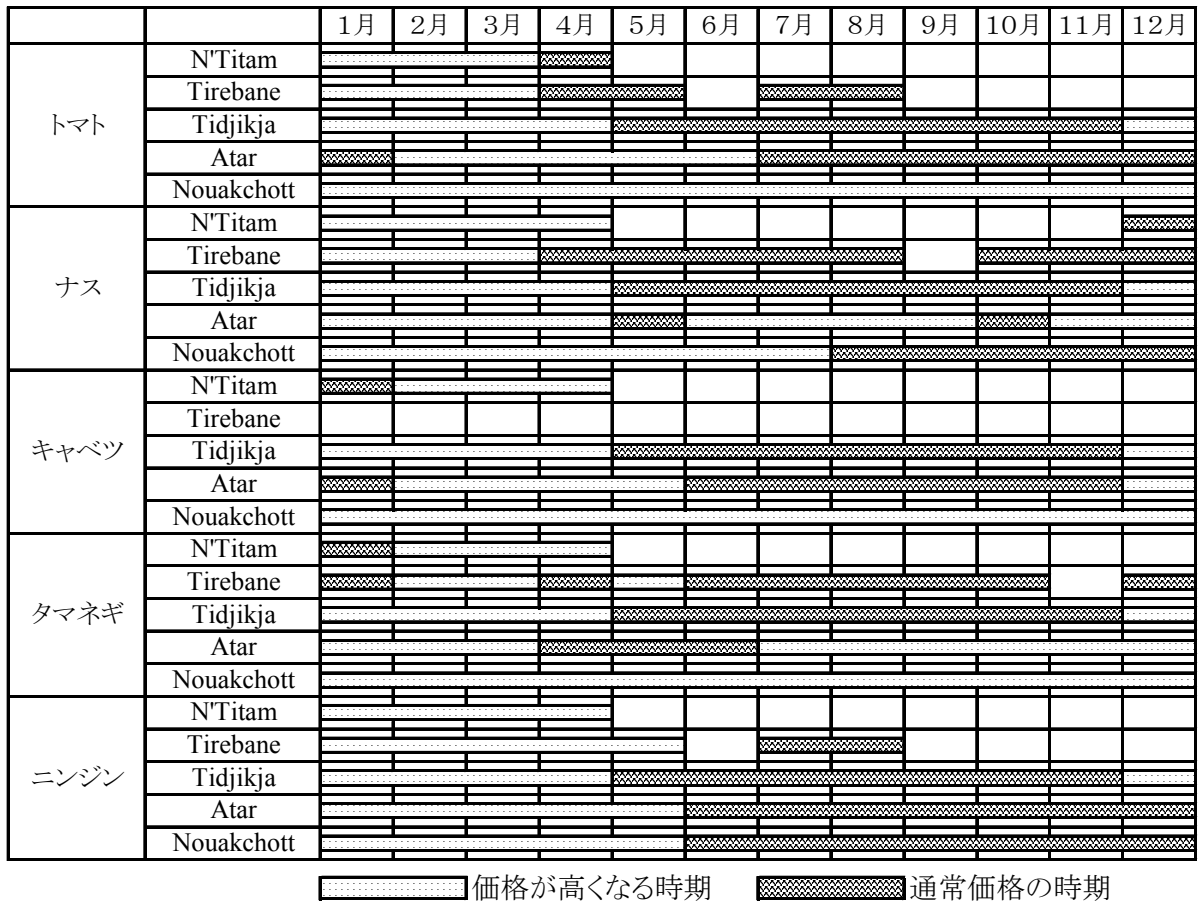 1月 2月 3月 4月 5月 6月 7月 8月 9月 10月 11月 12月
トマト
N'Titam
Tirebane
Tidjikja
Atar
Nouakchott
ナス
N'Titam
Tirebane
Tidjikja
Atar
Nouakchott
キャベツ
N'Titam
Tirebane
Tidjikja
Atar
Nouakchott
タマネギ
N'Titam
Tirebane
Tidjikja
Atar
Nouakchott
ニンジン
N'Titam
Tirebane
Tidjikja
Atar
Nouakchott
価格が高くなる時期 通常価格の時期